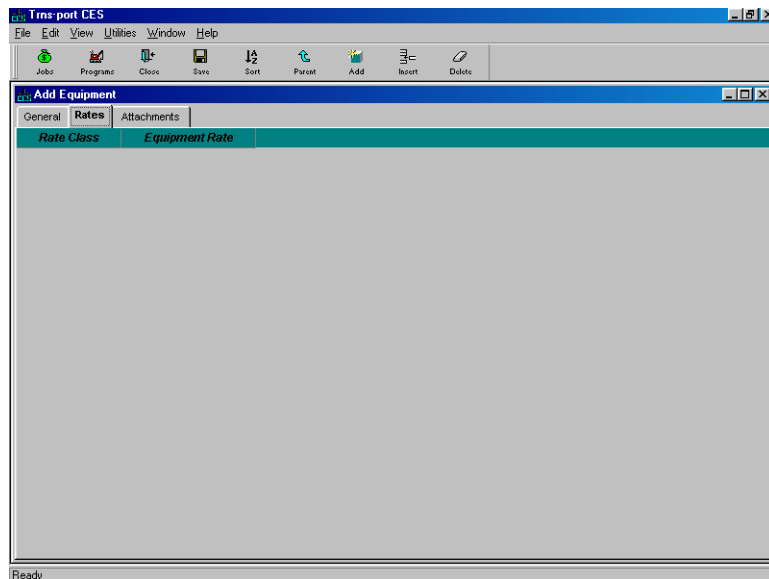 Trns·port CES
File Edit View Utilities Window Help
Jobs Programs Close Save Sort Parent Add Insert Delete
Add Equipment
General Rates Attachments
Rate Class Equipment Rate
Ready